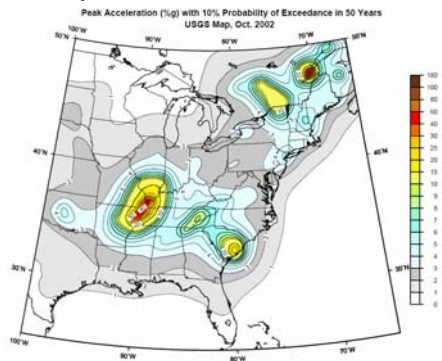 Peak Acceleration (%g) with 10% Probability of Exceedance in 50 Years
USGS Map, Oct. 2002
50°N
100°W
90°W
80°W
70°W
50°N
40°N
40°N
30°N
30°N
100°W
90°W
80°W
70°W
180
100
80
60
40
30
25
20
15
10
9
8
7
6
5
4
3
2
1
0